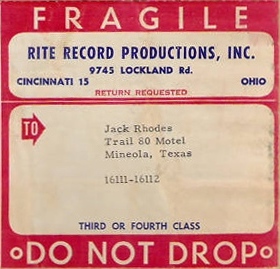 FRAGILE
RITE RECORD PRODUCTIONS, INC.
9745 LOCKLAND Rd.
CINCINNATI 15 OHIO
RETURN REQUESTED
TO
Jack Rhodes
Trail 80 Motel
Mineola, Texas
16111-16112
THIRD OR FOURTH CLASS
DO NOT DROP